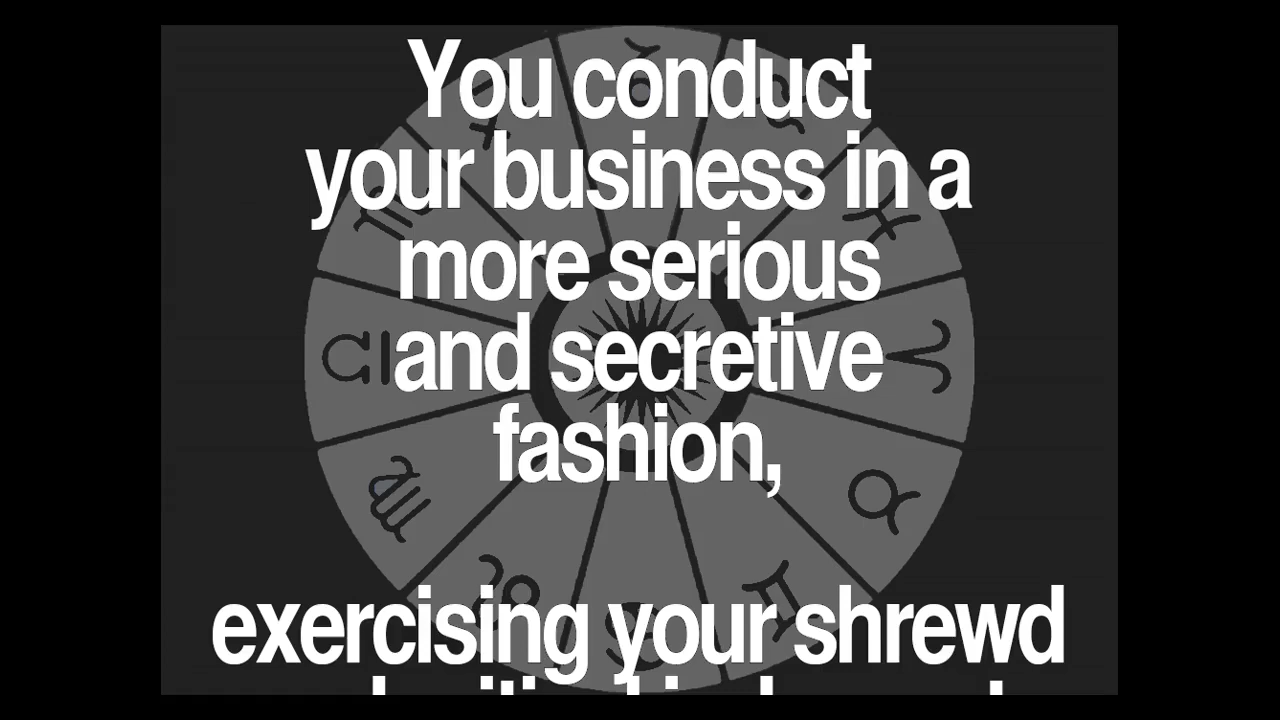 You conduct
your business in a
more serious
and secretive
fashion,
exercising your shrewd